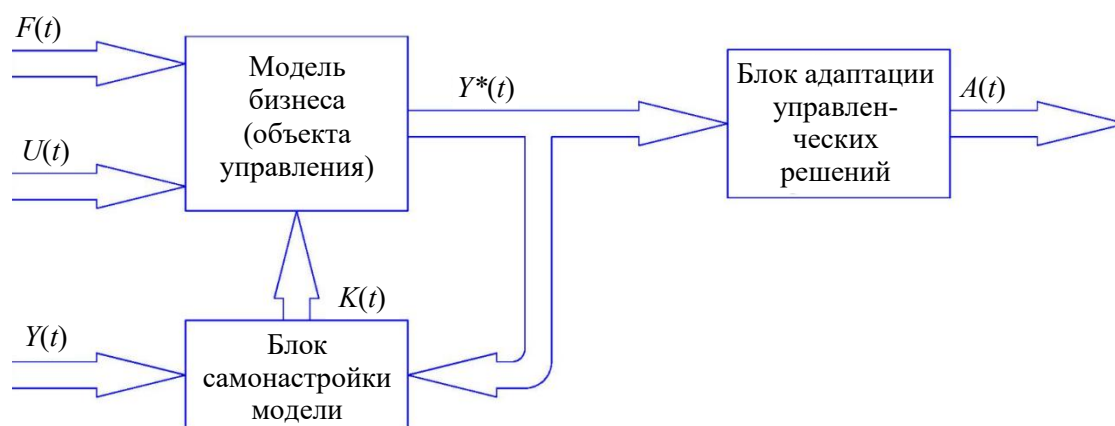 F(t)
U(t)
Модель
бизнеса
(объекта
управления)
Y*(t)
Блок адаптации
управлен-
ческих
решений
A(t)
K(t)
Y(t)
Блок
самонастройки
модели